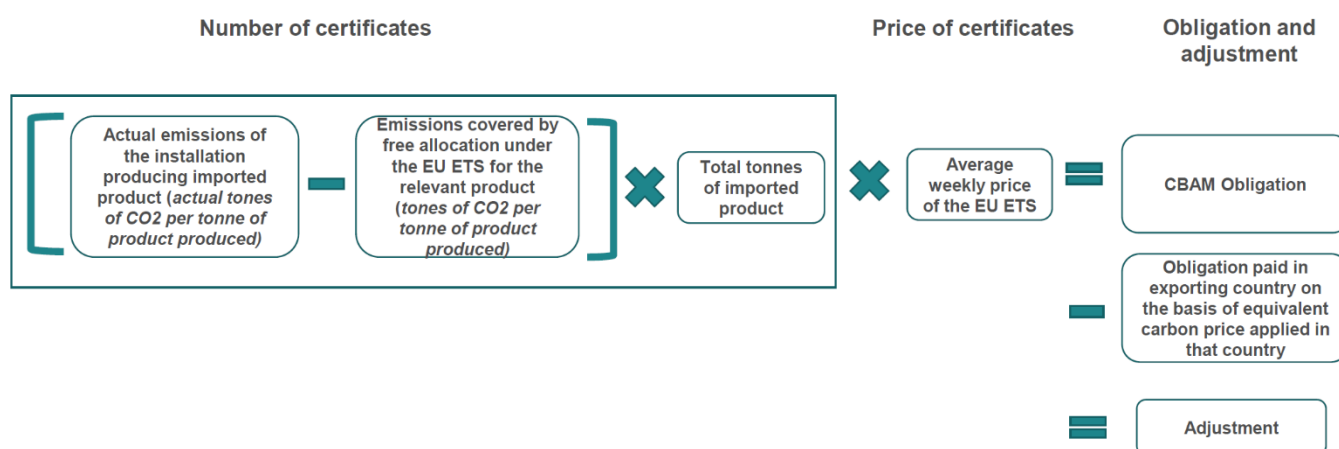 Number of certificates
Price of certificates
Obligation and
adjustment
Actual emissions of
the installation
producing imported
product (actual tones
of CO2 per tonne of
product produced)
Emissions covered by
free allocation under
the EU ETS for the
relevant product
(tones of CO2 per
tonne of product
produced)
Total tonnes
of imported
product
Average
weekly price
of the EU ETS
CBAM Obligation
Obligation paid in
exporting country on
the basis of equivalent
carbon price applied in
that country
Adjustment